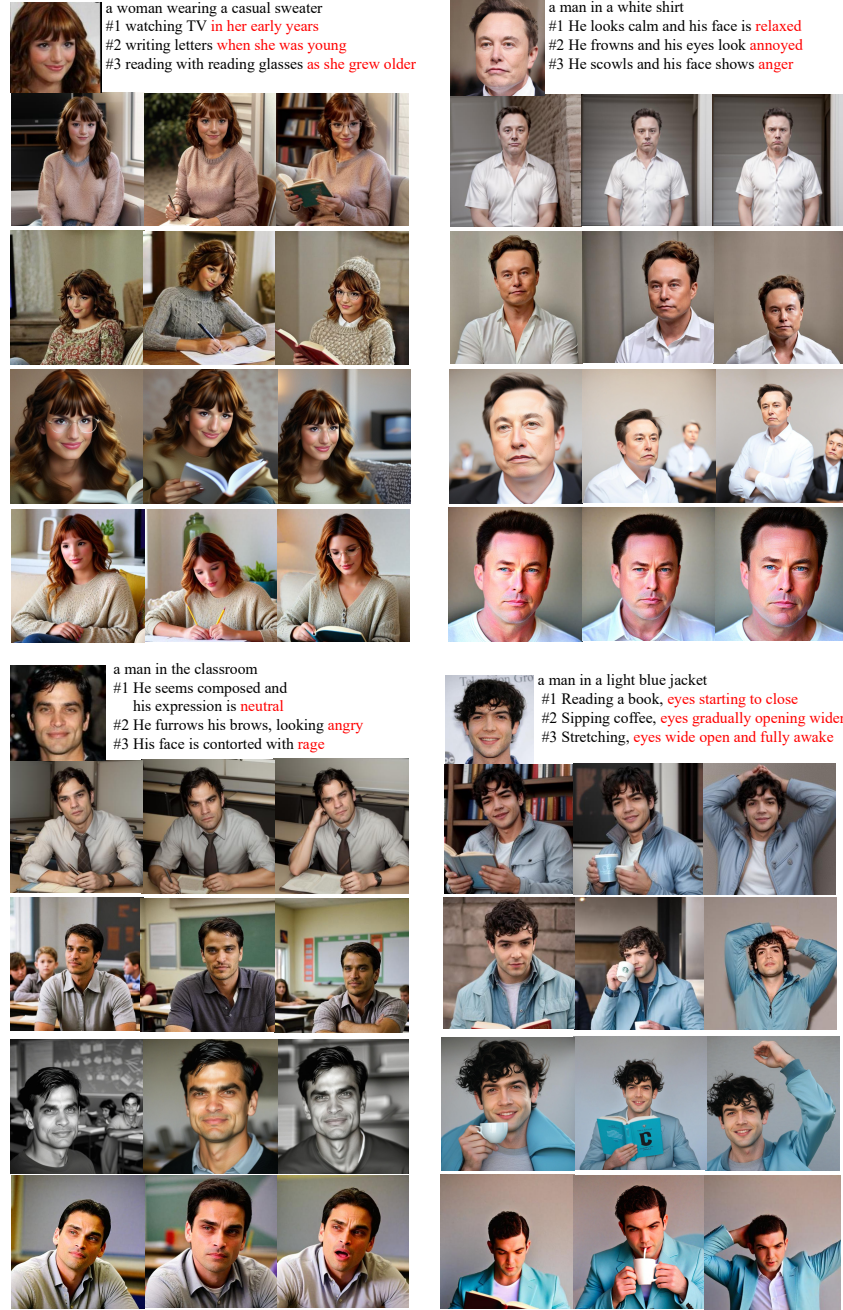 a woman wearing a casual sweater
#1 watching TV in her early years
#2 writing letters when she was young
#3 reading with reading glasses as she grew older
a man in a white shirt
#1 He looks calm and his face is relaxed
#2 He frowns and his eyes look annoyed
#3 He scowls and his face shows anger
a man in the classroom
#1 He seems composed and
his expression is neutral
#2 He furrows his brows, looking angry
#3 His face is contorted with rage
a man in a light blue jacket
#1 Reading a book, eyes starting to close
#2 Sipping coffee, eyes gradually opening wider
#3 Stretching, eyes wide open and fully awake
Television Gro
C